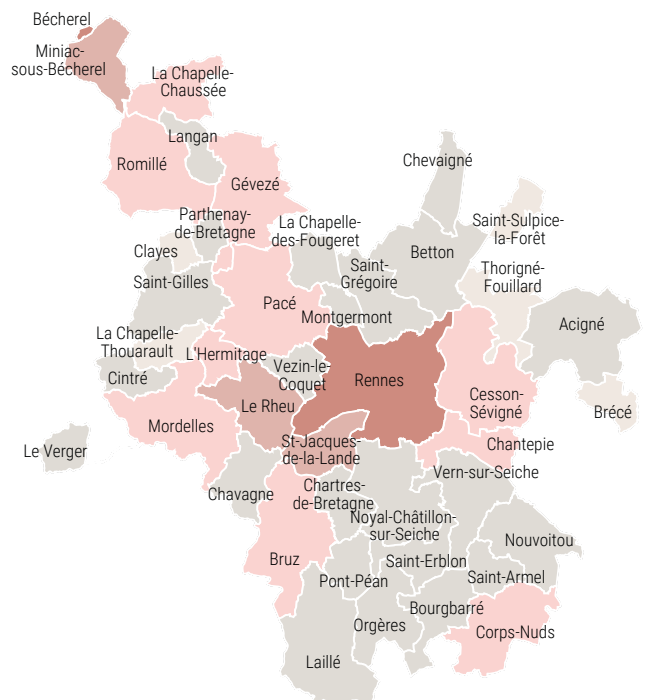 Bécherel
Miniac-
sous-Bécherel
La Chapelle-
Chaussée
Langan
Romillé
Gévezé
Chevaigné
Parthenay-
de-Bretagne
La Chapelle-
des-Fougeret
Saint-Sulpice-
la-Forêt
Clayes
Betton
Saint-
Grégoire
Thorigné-
Fouillard
Saint-Gilles
Pacé
Montgermont
Acigné
La Chapelle-
Thouarault
L'Hermitage
Vezin-le-
Coquet
Cintré
Rennes
Le Rheu
Cesson-
Sévigné
Brécé
Mordelles
St-Jacques-
de-la-Lande
Chantepie
Le Verger
Vern-sur-Seiche
Chavagne
Chartres-
de-Bretagne
Noyal-Châtillon-
sur-Seiche
Nouvoitou
Bruz
Saint-Erblon
Pont-Péan
Saint-Armel
Bourgbarré
Orgères
Corps-Nuds
Laillé